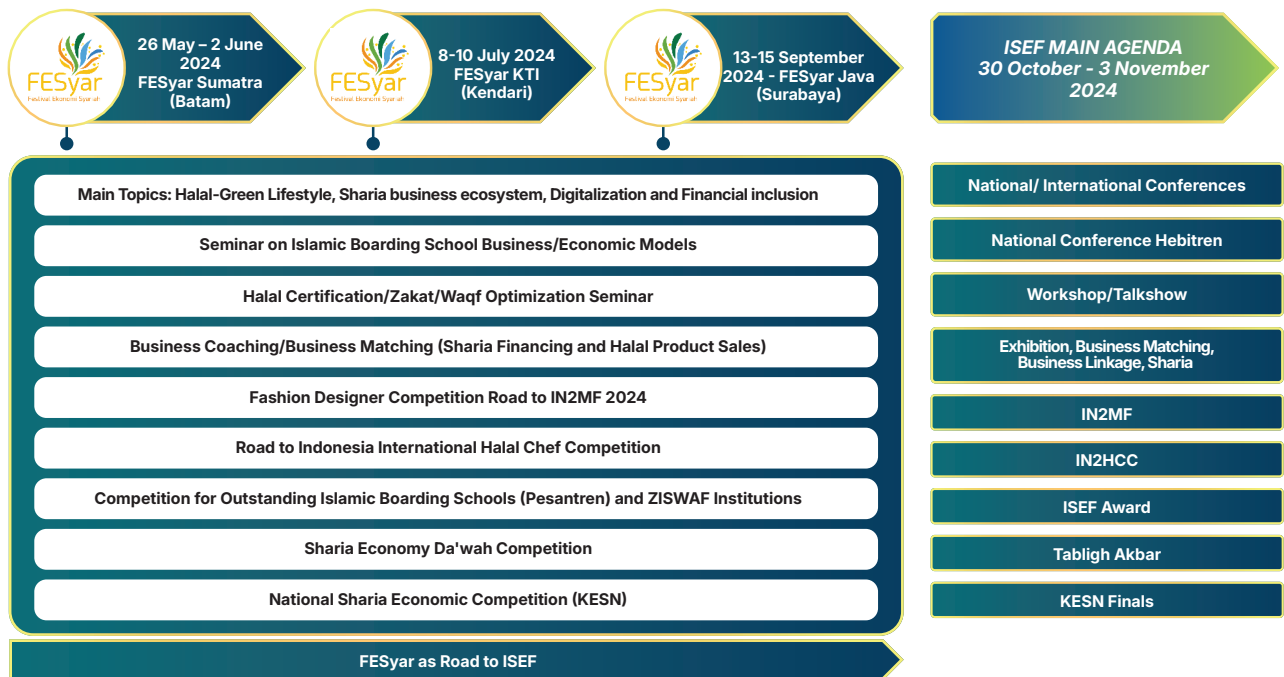 FESyar
Festival Ekonomi Syariah
26 May – 2 June
2024
FESyar Sumatra
(Batam)
FESyar
Festival Ekonomi Syariah
8-10 July 2024
FESyar KTI
(Kendari)
FESyar
Festival Ekonomi Syariah
13-15 September
2024 - FESyar Java
(Surabaya)
ISEF MAIN AGENDA
30 October - 3 November
2024
Main Topics: Halal-Green Lifestyle, Sharia business ecosystem, Digitalization and Financial inclusion
Seminar on Islamic Boarding School Business/Economic Models
Halal Certification/Zakat/Waqf Optimization Seminar
Business Coaching/Business Matching (Sharia Financing and Halal Product Sales)
Fashion Designer Competition Road to IN2MF 2024
Road to Indonesia International Halal Chef Competition
Competition for Outstanding Islamic Boarding Schools (Pesantren) and ZISWAF Institutions
Sharia Economy Da'wah Competition
National Sharia Economic Competition (KESN)
FESyar as Road to ISEF
National/ International Conferences
National Conference Hebitren
Workshop/Talkshow
Exhibition, Business Matching,
Business Linkage, Sharia
IN2MF
IN2HCC
ISEF Award
Tabligh Akbar
KESN Finals